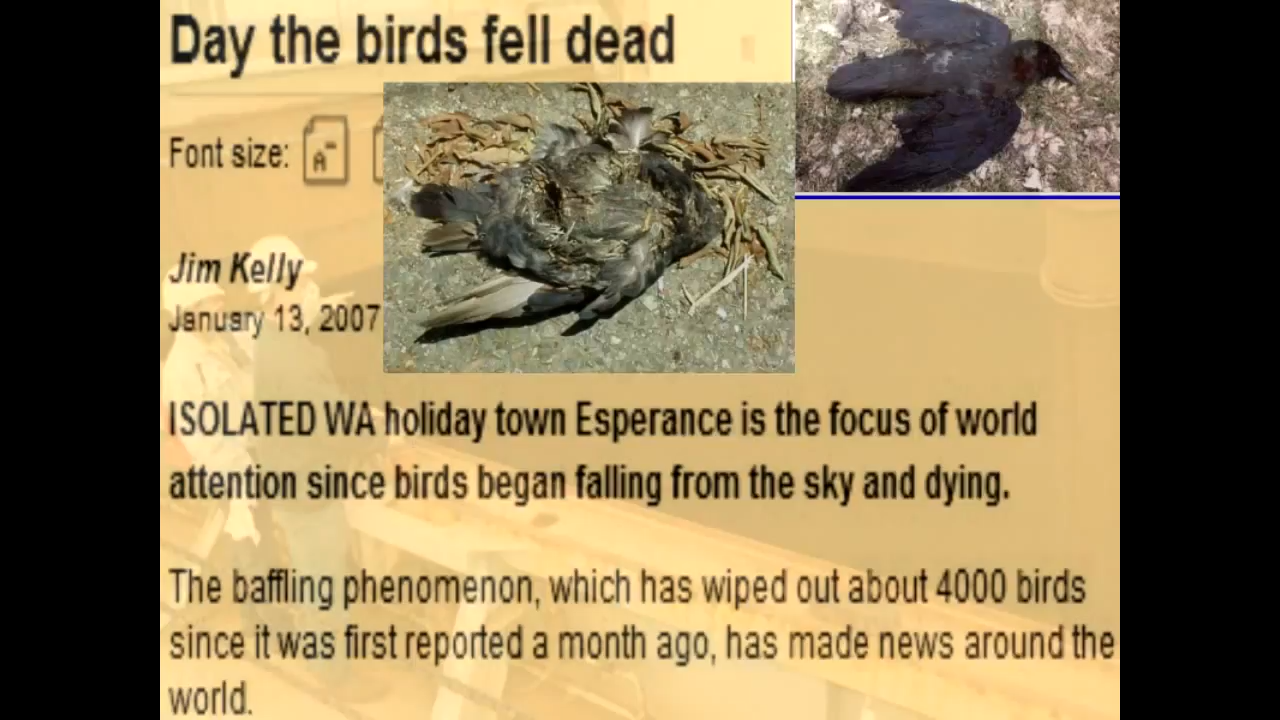 Day the birds fell dead
Font size: A
Jim Kelly
January 13, 2007
ISOLATED WA holiday town Esperance is the focus of world
attention since birds began falling from the sky and dying.
The baffling phenomenon, which has wiped out about 4000 birds
since it was first reported a month ago, has made news around the
world.